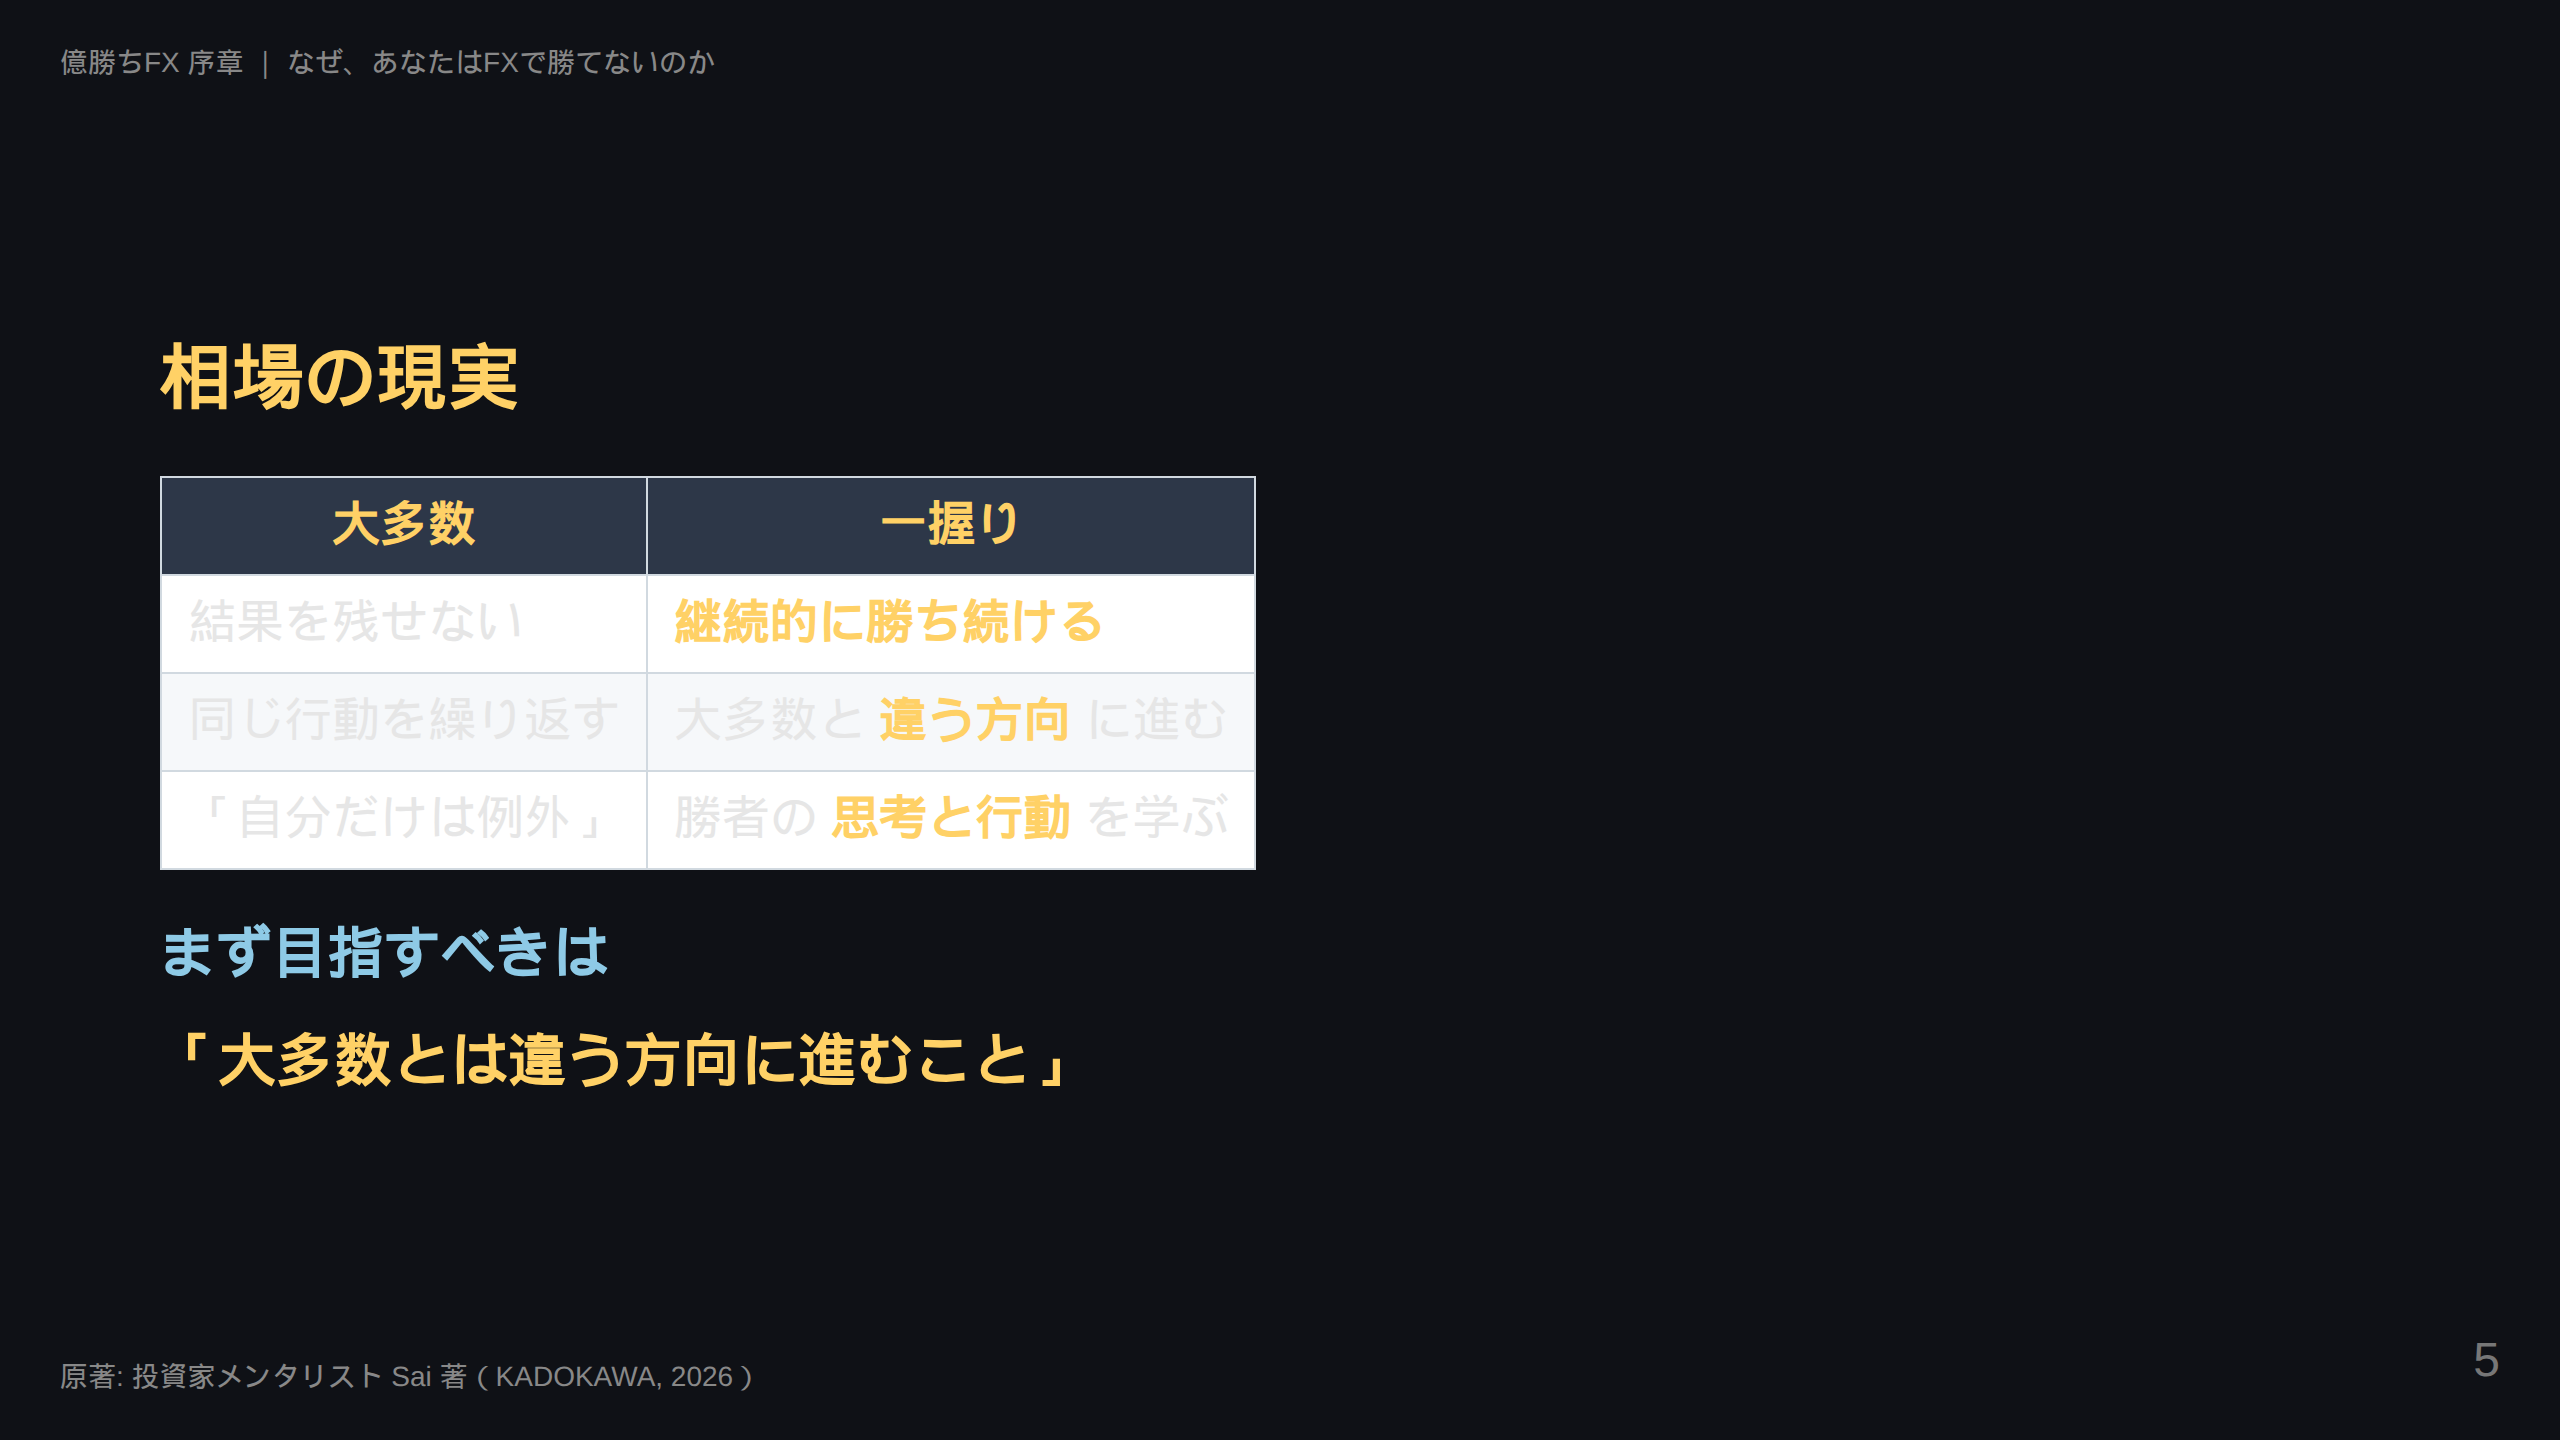 億勝ちFX 序章 ｜ なぜ、あなたはFXで勝てないのか
相場の現実
大多数 一握り
結果を残せない 継続的に勝ち続ける
同じ行動を繰り返す 大多数と 違う方向 に進む
「自分だけは例外」 勝者の 思考と行動 を学ぶ
まず目指すべきは
「大多数とは違う方向に進むこと」
原著: 投資家メンタリスト Sai 著（KADOKAWA, 2026）
5